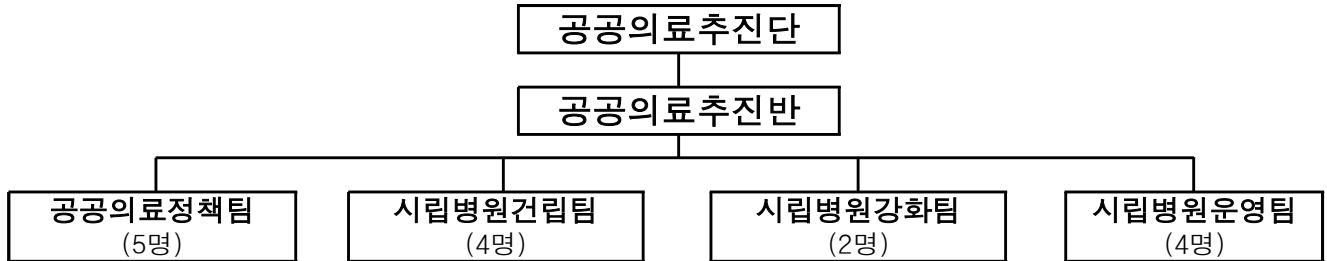 공공의료추진단
공공의료추진반
공공의료정책팀
(5명)
시립병원건립팀
(4명)
시립병원강화팀
(2명)
시립병원운영팀
(4명)